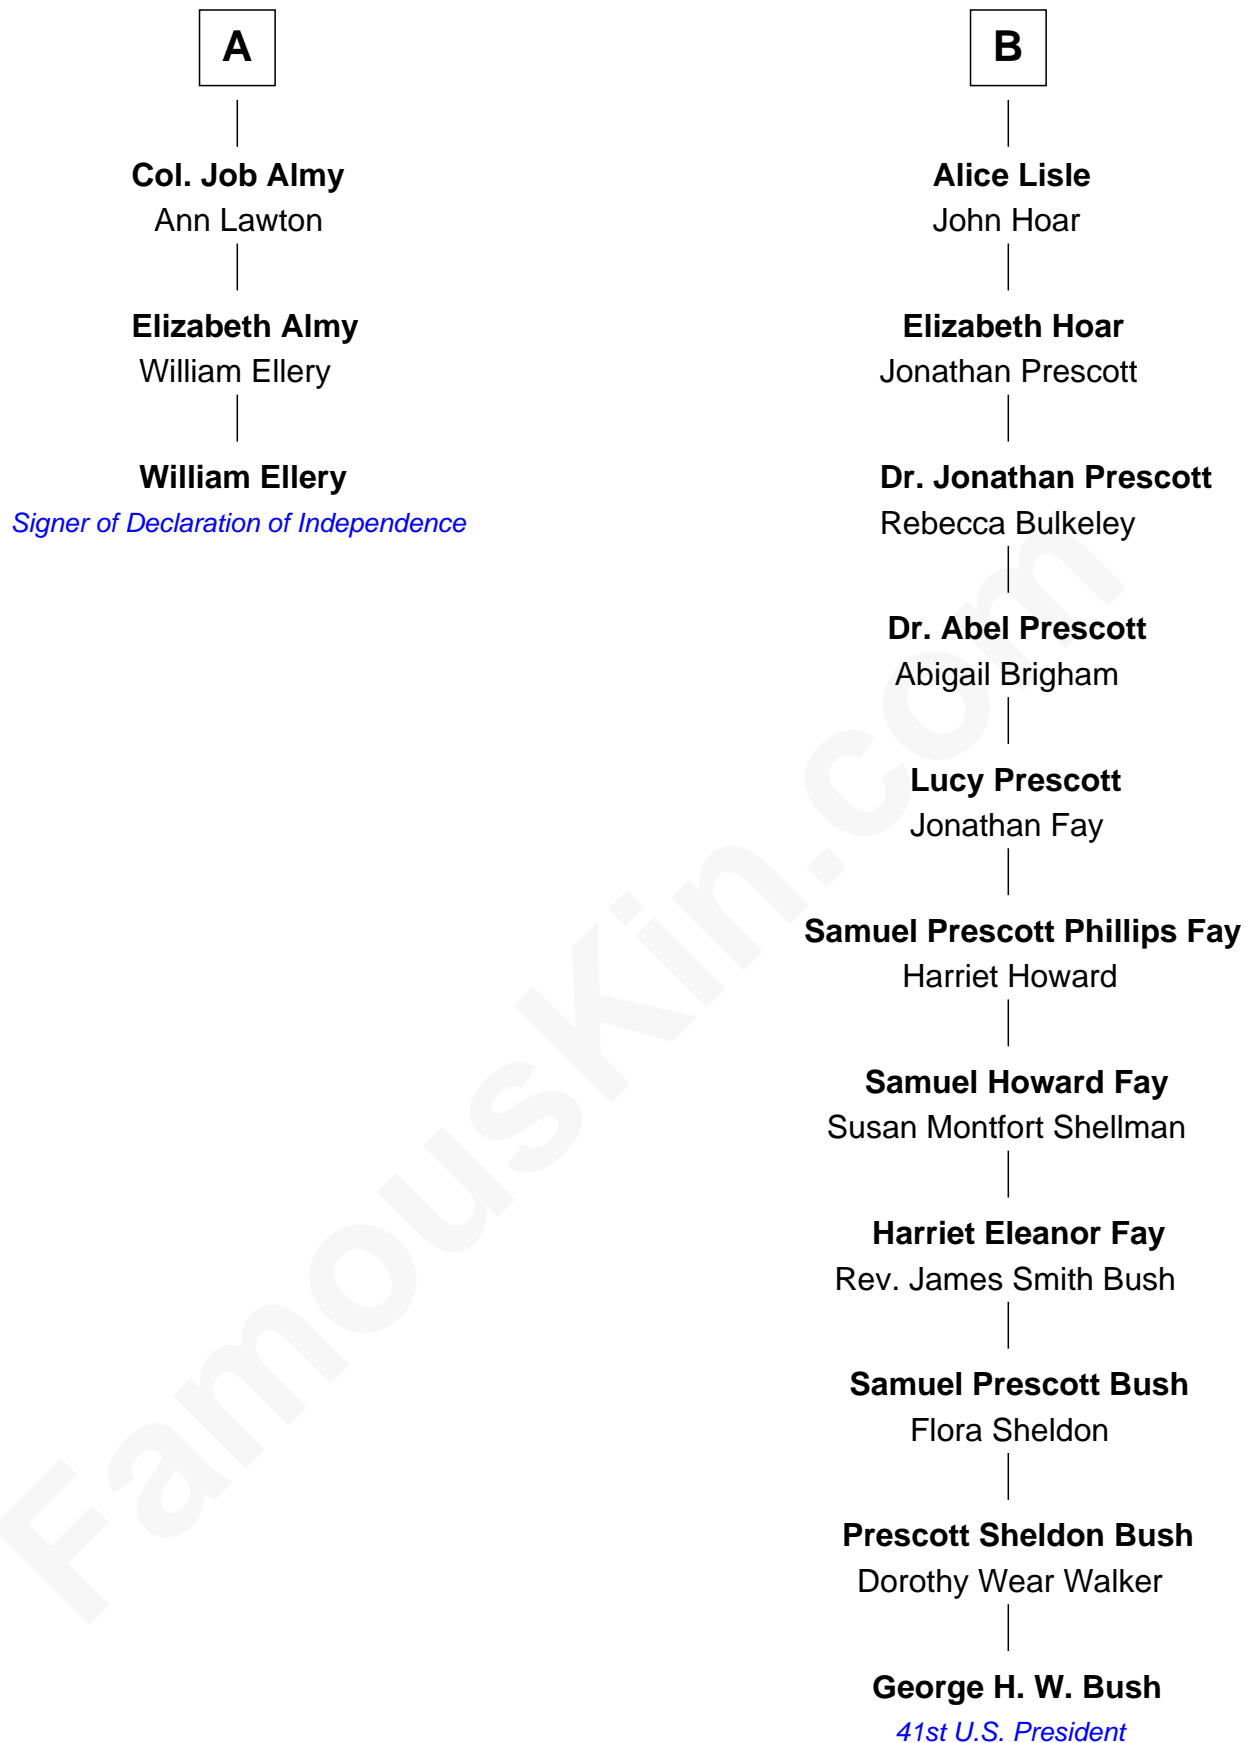 A
Col. Job Almy
Ann Lawton
Elizabeth Almy
William Ellery
William Ellery
Signer of Declaration of Independence
B
Alice Lisle
John Hoar
Elizabeth Hoar
Jonathan Prescott
Dr. Jonathan Prescott
Rebecca Bulkeley
Dr. Abel Prescott
Abigail Brigham
Lucy Prescott
Jonathan Fay
Samuel Prescott Phillips Fay
Harriet Howard
Samuel Howard Fay
Susan Montfort Shellman
Harriet Eleanor Fay
Rev. James Smith Bush
Samuel Prescott Bush
Flora Sheldon
Prescott Sheldon Bush
Dorothy Wear Walker
George H. W. Bush
41st U.S. President
FamousKin.com